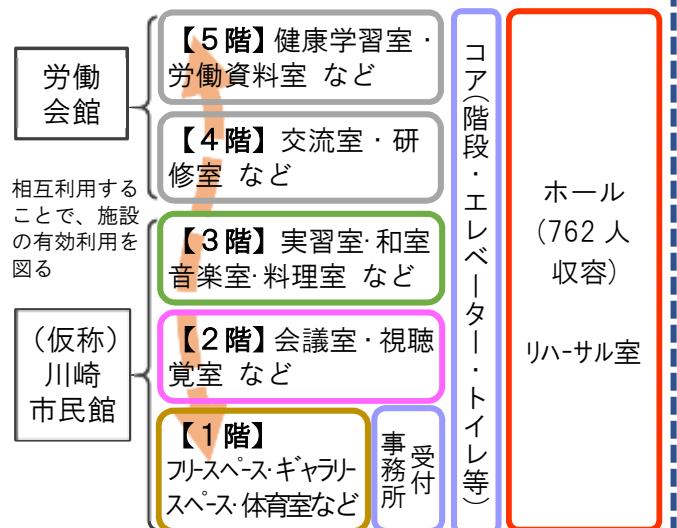 労働
会館
相互利用する
ことで、施設
の有効利用を
図る
（仮称）
川崎
市民館
【５階】健康学習室・
労働資料室 など
【４階】交流室・研
修室 など
【３階】実習室・和室
音楽室・料理室 など
【２階】会議室・視聴
覚室 など
【１階】
フリースペース・ギャラリー
スペース・体育室など
受付
事務所
コア（階段・エレベーター・トイレ等）
ホール
（762 人
収容）
リハーサル室